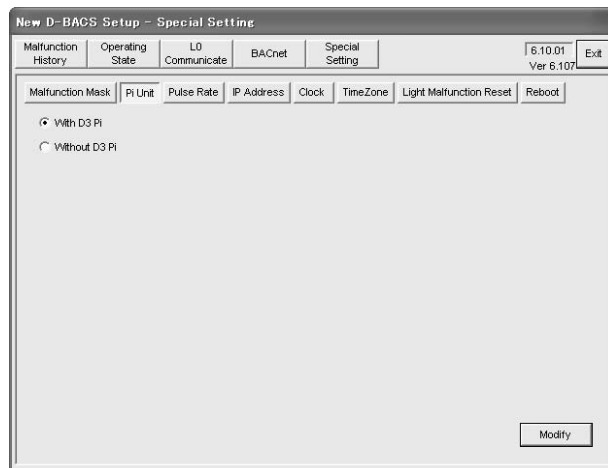 New D-BACS Setup - Special Setting
Malfunction History
Operating State
L0 Communicate
BACnet
Special Setting
6.10.01
Ver 6.107
Exit
Malfunction Mask
Pi Unit
Pulse Rate
IP Address
Clock
TimeZone
Light Malfunction Reset
Reboot
With D3 Pi
Without D3 Pi
Modify